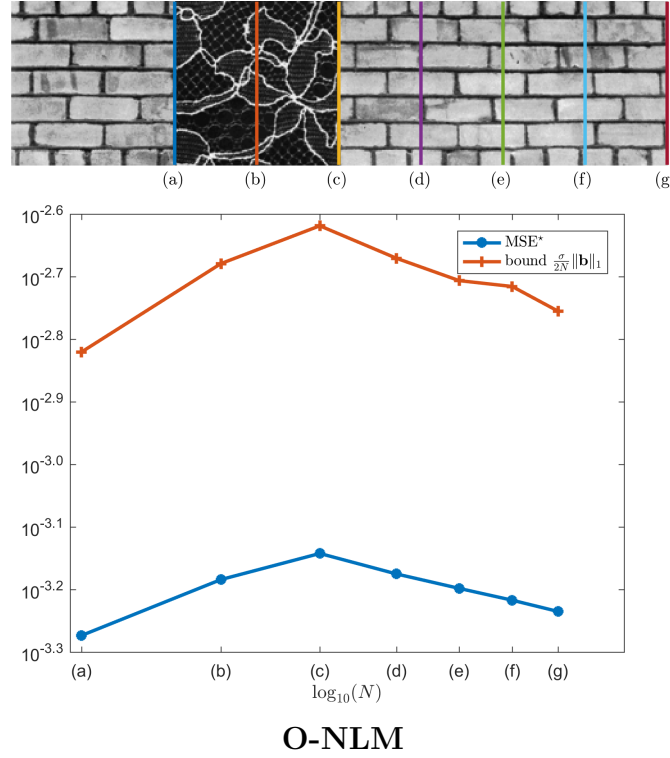 (a) (b) (c) (d) (e) (f) (g
10^-2.6
MSE⋆
bound σ/2N ‖b‖₁
10^-2.7
10^-2.8
10^-2.9
10^-3.0
10^-3.1
10^-3.2
10^-3.3
(a) (b) (c) (d) (e) (f) (g)
log₁₀(N)
O-NLM